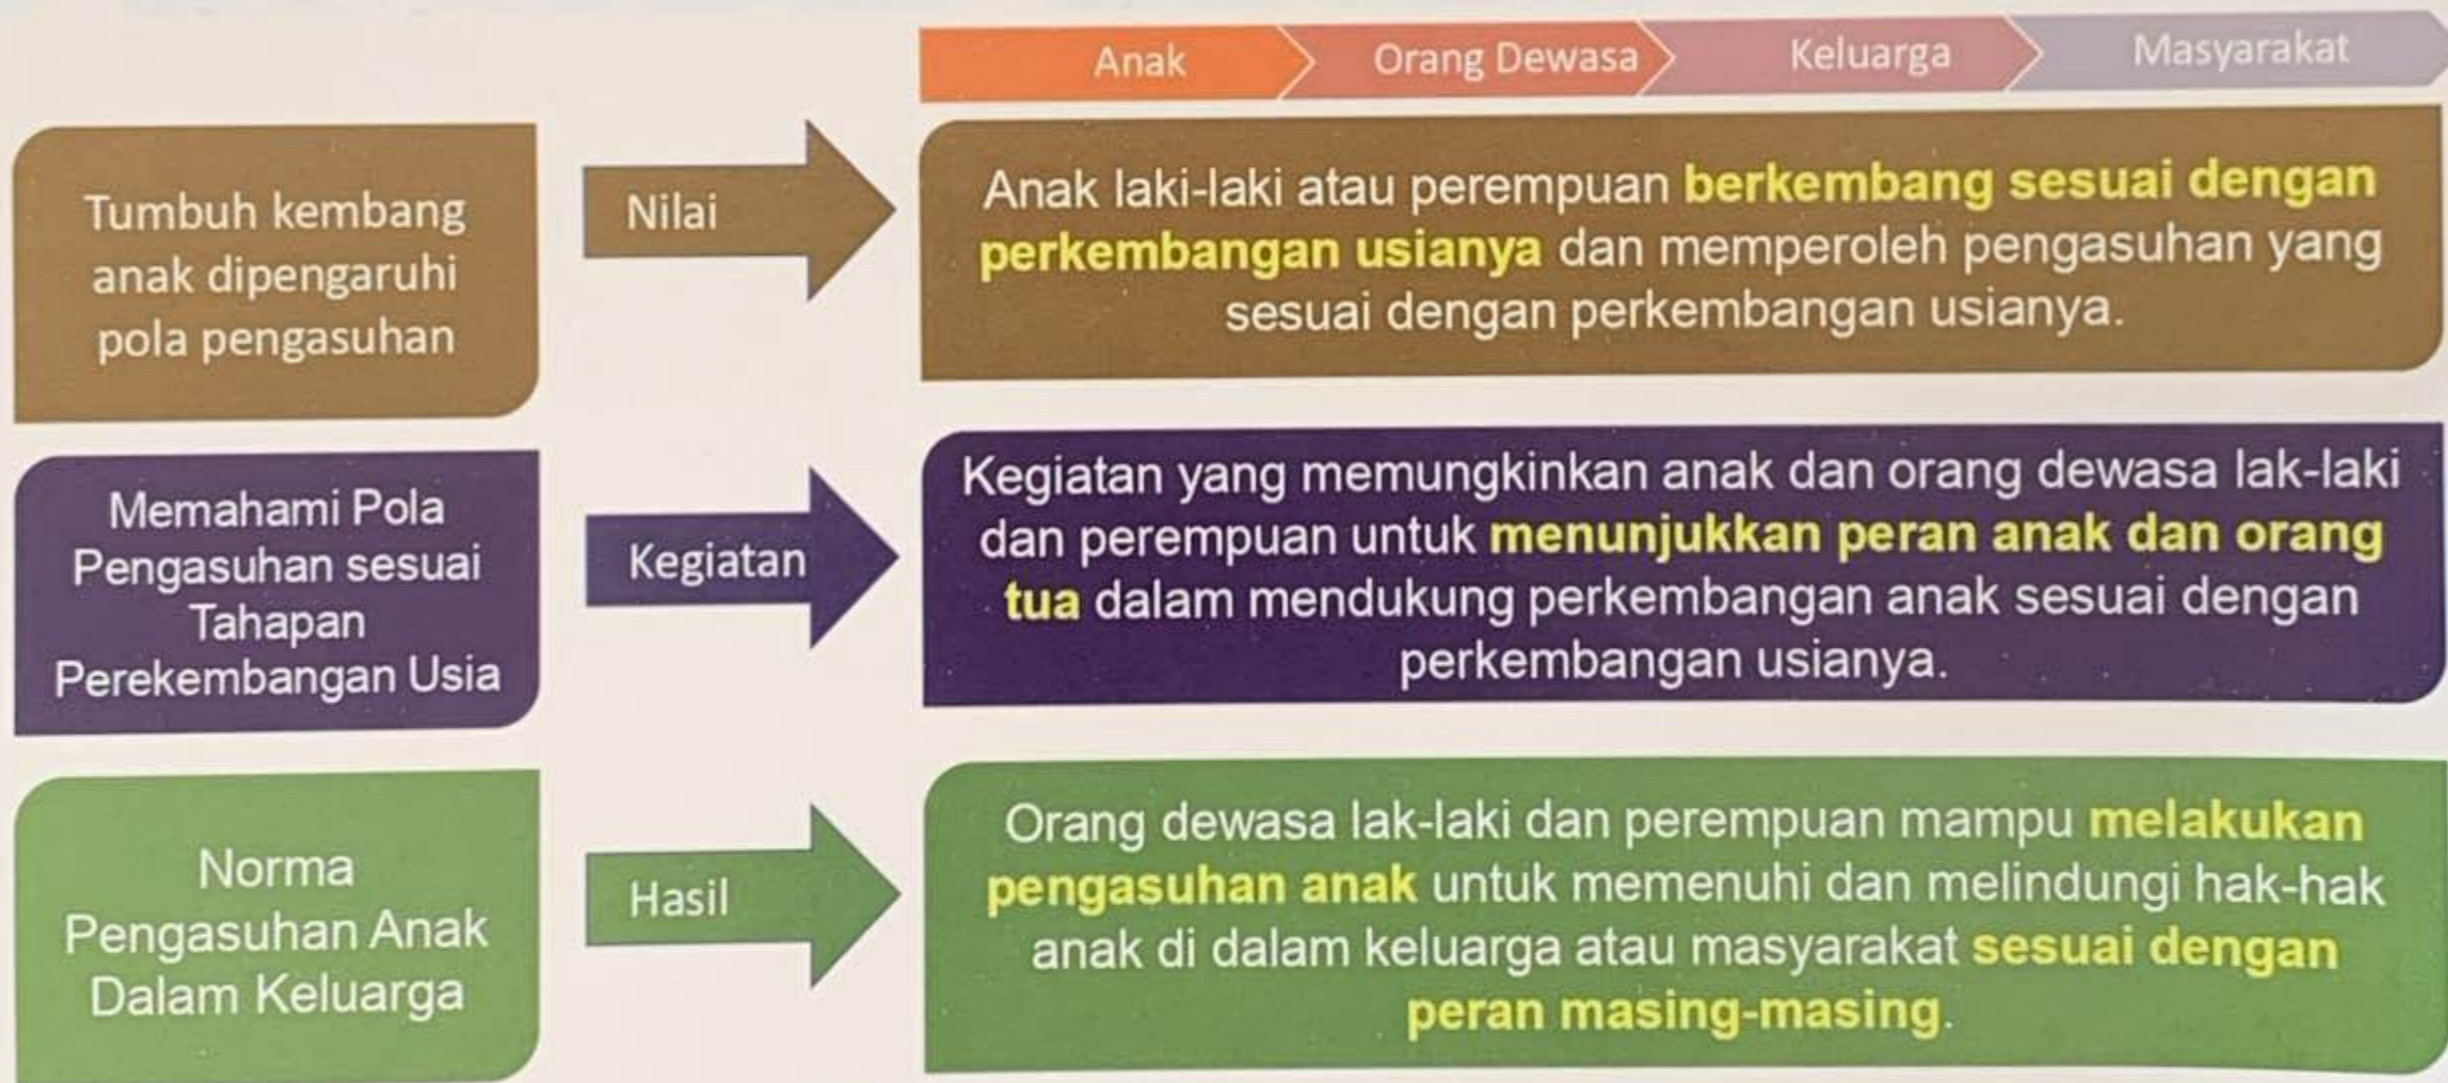 Anak
Orang Dewasa
Keluarga
Masyarakat
Tumbuh kembang
anak dipengaruhi
pola pengasuhan
Nilai
Anak laki-laki atau perempuan berkembang sesuai dengan
perkembangan usianya dan memperoleh pengasuhan yang
sesuai dengan perkembangan usianya.
Memahami Pola
Pengasuhan sesuai
Tahapan
Perekembangan Usia
Kegiatan
Kegiatan yang memungkinkan anak dan orang dewasa lak-laki
dan perempuan untuk menunjukkan peran anak dan orang
tua dalam mendukung perkembangan anak sesuai dengan
perkembangan usianya.
Norma
Pengasuhan Anak
Dalam Keluarga
Hasil
Orang dewasa lak-laki dan perempuan mampu melakukan
pengasuhan anak untuk memenuhi dan melindungi hak-hak
anak di dalam keluarga atau masyarakat sesuai dengan
peran masing-masing.